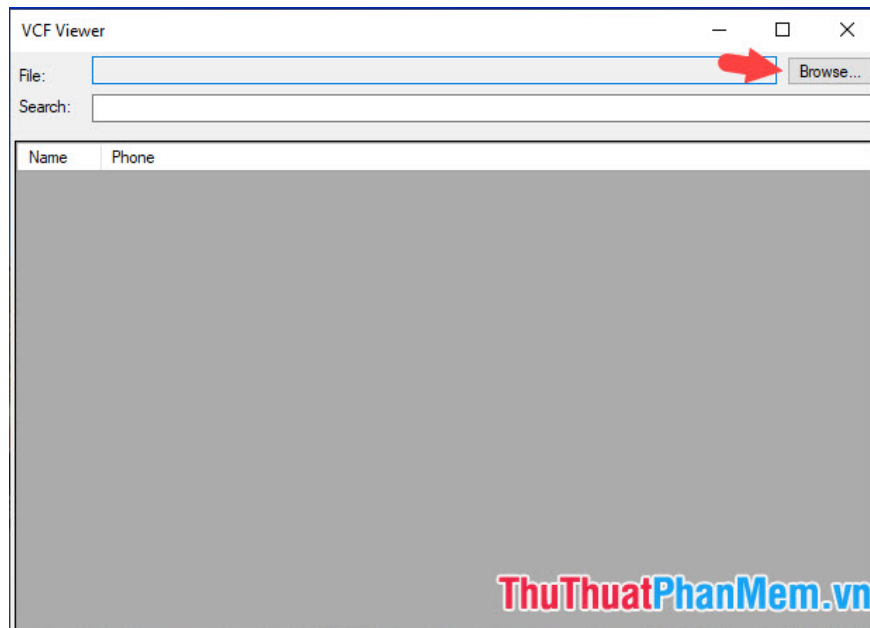 VCF Viewer
File:
Browse...
Search:
Name Phone
ThuThuatPhanMem.vn